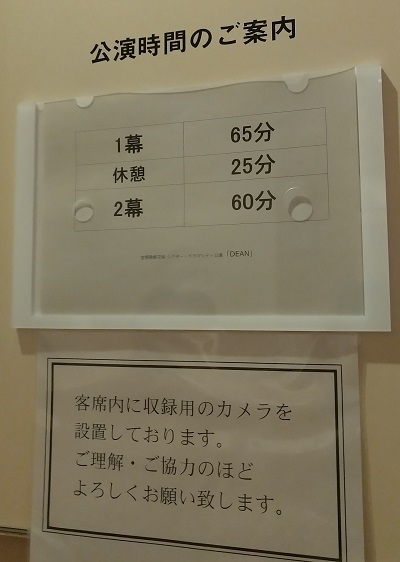 公演時間のご案内
1幕 65分
休憩 25分
2幕 60分
「DEAN」
客席内に収録用のカメラを
設置しております。
ご理解・ご協力のほど
よろしくお願い致します。